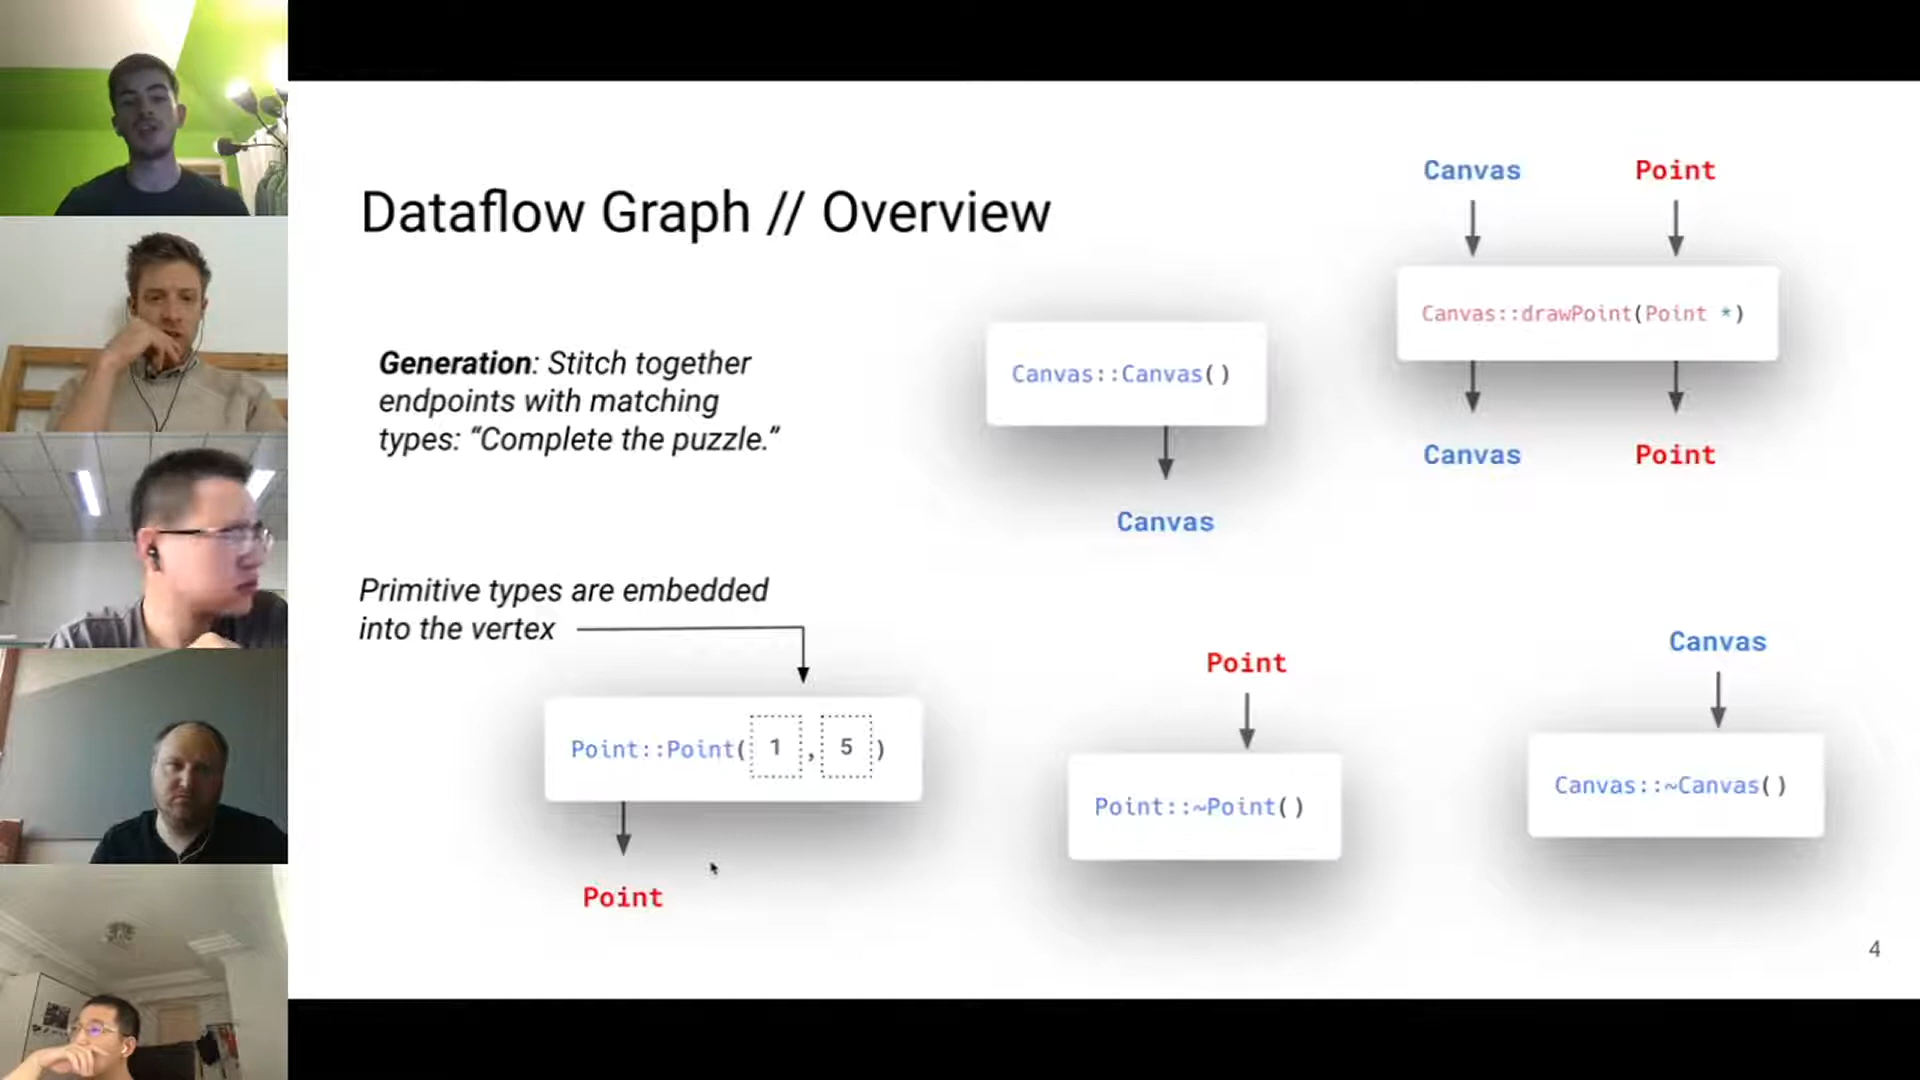 Dataflow Graph // Overview
Generation: Stitch together
endpoints with matching
types: “Complete the puzzle.”
Primitive types are embedded
into the vertex
Point::Point( 1 , 5 )
Point
Canvas::Canvas()
Canvas
Canvas Point
Canvas::drawPoint(Point *)
Canvas Point
Point
Point::~Point()
Canvas
Canvas::~Canvas()
4